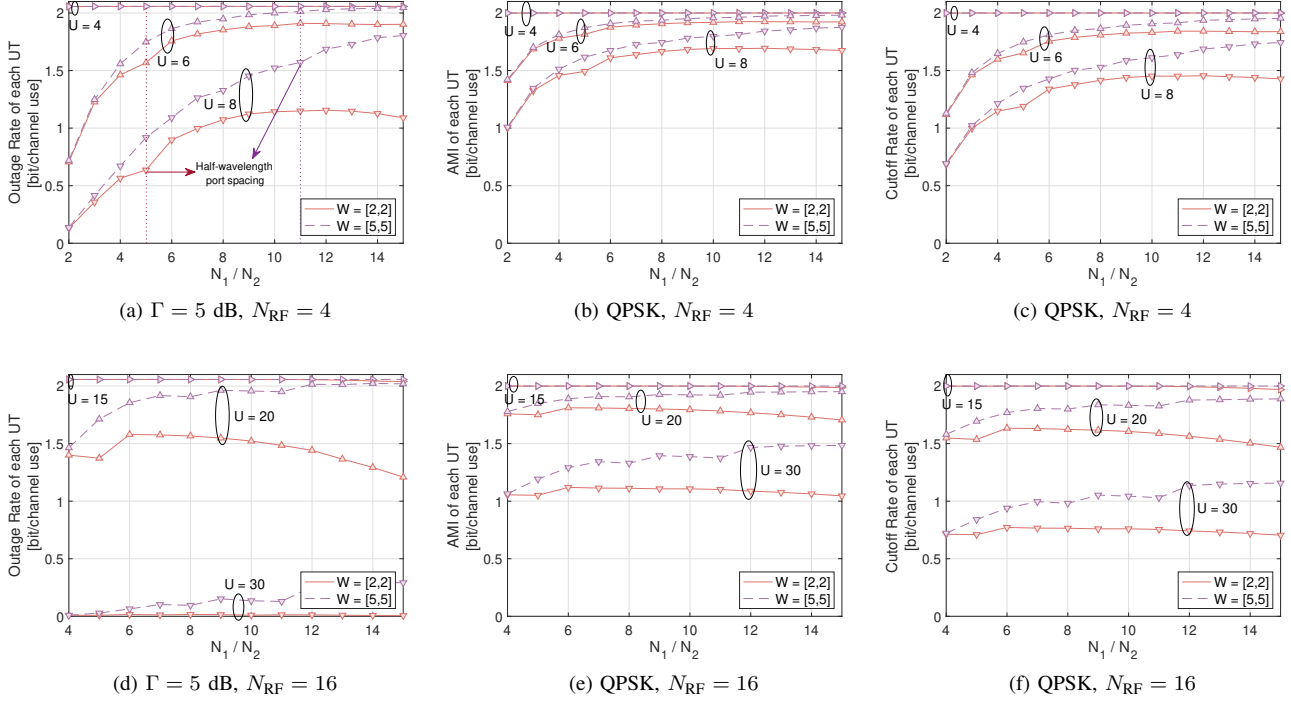 Outage Rate of each UT
[bit/channel use]
2
1.5
1
0.5
0
U = 4
U = 6
U = 8
Half-wavelength
port spacing
W = [2,2]
W = [5,5]
2 4 6 8 10 12 14
N1 / N2
(a) Γ = 5 dB, NRF = 4
AMI of each UT
[bit/channel use]
2
1.5
1
0.5
0
U = 4
U = 6
U = 8
W = [2,2]
W = [5,5]
2 4 6 8 10 12 14
N1 / N2
(b) QPSK, NRF = 4
Cutoff Rate of each UT
[bit/channel use]
2
1.5
1
0.5
0
U = 4
U = 6
U = 8
W = [2,2]
W = [5,5]
2 4 6 8 10 12 14
N1 / N2
(c) QPSK, NRF = 4
Outage Rate of each UT
[bit/channel use]
2
1.5
1
0.5
0
U = 15
U = 20
U = 30
W = [2,2]
W = [5,5]
4 6 8 10 12 14
N1 / N2
(d) Γ = 5 dB, NRF = 16
AMI of each UT
[bit/channel use]
2
1.5
1
0.5
0
U = 15
U = 20
U = 30
W = [2,2]
W = [5,5]
4 6 8 10 12 14
N1 / N2
(e) QPSK, NRF = 16
Cutoff Rate of each UT
[bit/channel use]
2
1.5
1
0.5
0
U = 15
U = 20
U = 30
W = [2,2]
W = [5,5]
4 6 8 10 12 14
N1 / N2
(f) QPSK, NRF = 16